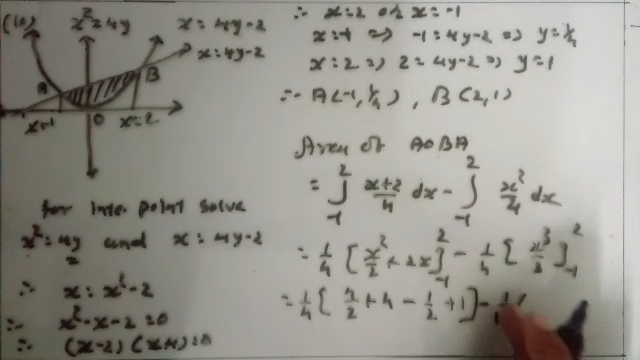 (10) x² = 4y x = 4y-2
x = 4y-2
A B
x=-1 O x=2
for inte. point solve
x² = 4y and x = 4y-2
∴ x = x²-2
∴ x²-x-2=0
∴ (x-2)(x+1)=0
∴ x=2 or x=-1
x=-1 ⇒ -1=4y-2 ⇒ y=1/4
x=2 ⇒ 2=4y-2 ⇒ y=1
∴ A(-1,1/4), B(2,1)
Area of AOBA
= ∫₋₁² (x+2)/4 dx - ∫₋₁² x²/4 dx
= 1/4 [x²/2 + 2x]₋₁² - 1/4 [x³/3]₋₁²
= 1/4 [4/2 + 4 - 1/2 + 1] - 1/4 (